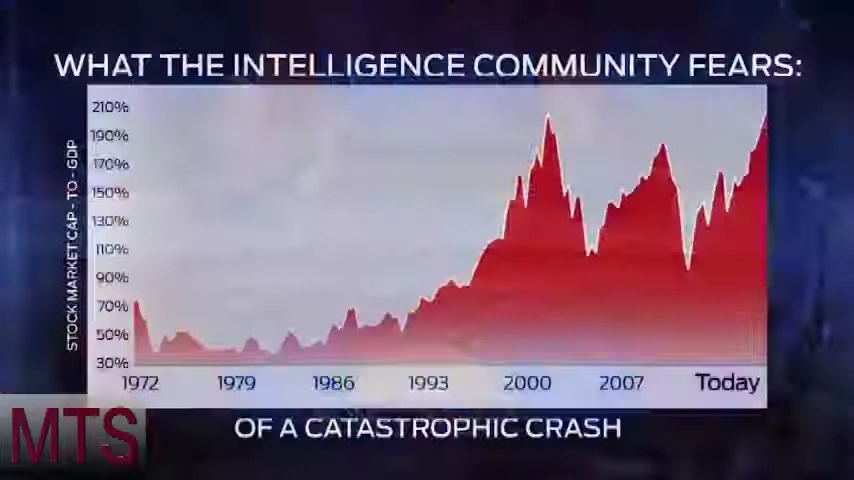 WHAT THE INTELLIGENCE COMMUNITY FEARS:
STOCK MARKET CAP - TO - GDP
210%
190%
170%
150%
130%
110%
90%
70%
50%
30%
1972 1979 1986 1993 2000 2007 Today
OF A CATASTROPHIC CRASH
MTS